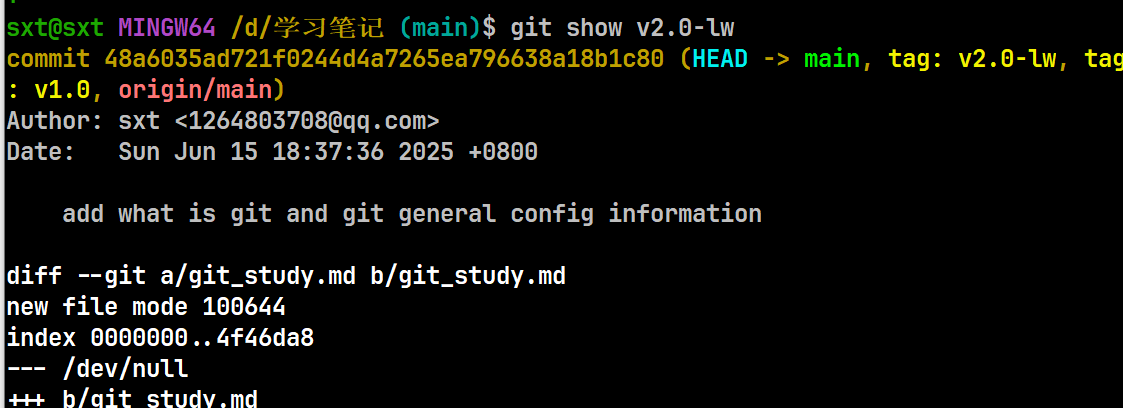 sxt@sxt MINGW64 /d/学习笔记 (main)$ git show v2.0-lw
commit 48a6035ad721f0244d4a7265ea796638a18b1c80 (HEAD -> main, tag: v2.0-lw, tag
: v1.0, origin/main)
Author: sxt <1264803708@qq.com>
Date:   Sun Jun 15 18:37:36 2025 +0800
    add what is git and git general config information
diff --git a/git_study.md b/git_study.md
new file mode 100644
index 0000000..4f46da8
--- /dev/null
+++ b/git_study.md